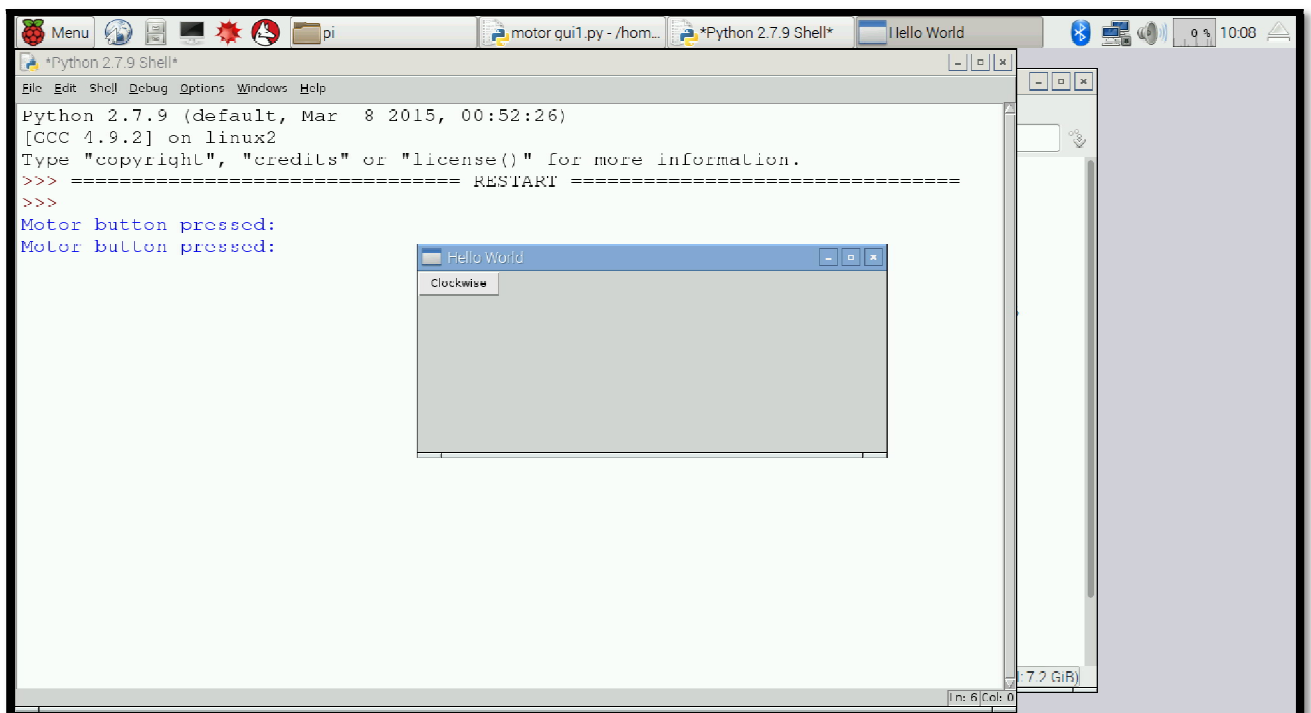 Menu pi motor gui1.py - /hom... *Python 2.7.9 Shell* Hello World 0 % 10:08
*Python 2.7.9 Shell*
File Edit Shell Debug Options Windows Help
Python 2.7.9 (default, Mar 8 2015, 00:52:26)
[GCC 4.9.2] on linux2
Type "copyright", "credits" or "license()" for more information.
>>> ================================ RESTART ================================
>>>
Motor button pressed:
Motor button pressed:
Hello World
Clockwise
: 7.2 GiB)
Ln: 6 Col: 0